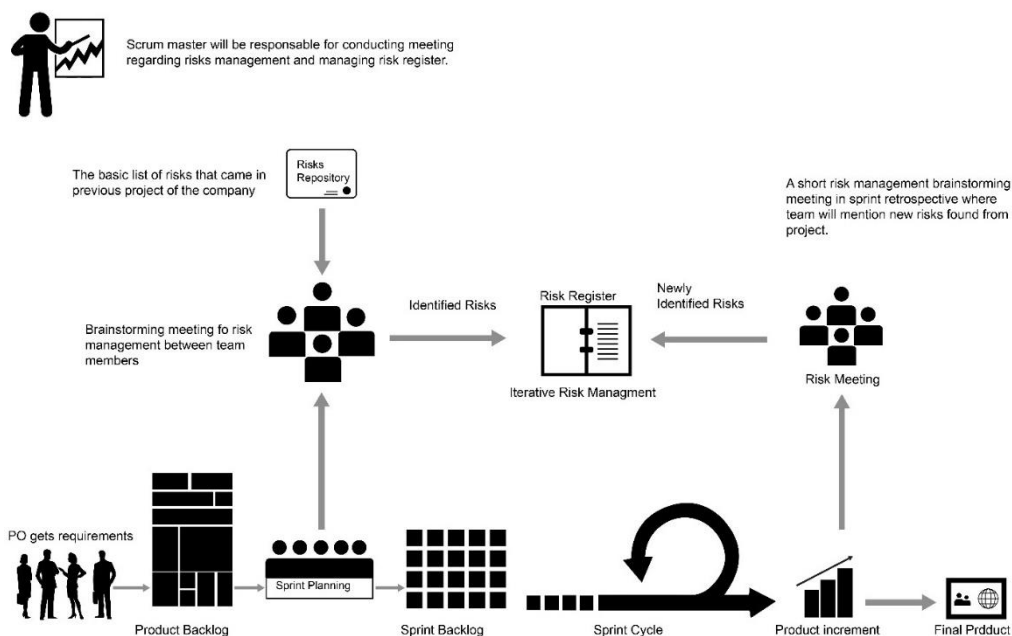 Scrum master will be responsable for conducting meeting
regarding risks management and managing risk register.
The basic list of risks that came in
previous project of the company
Risks
Repository
A short risk management brainstorming
meeting in sprint retrospective where
team will mention new risks found from
project.
Brainstorming meeting fo risk
management between team
members
Identified Risks
Risk Register
Newly
Identified Risks
Iterative Risk Managment
Risk Meeting
PO gets requirements
Sprint Planning
Product Backlog
Sprint Backlog
Sprint Cycle
Product increment
Final Prdduct